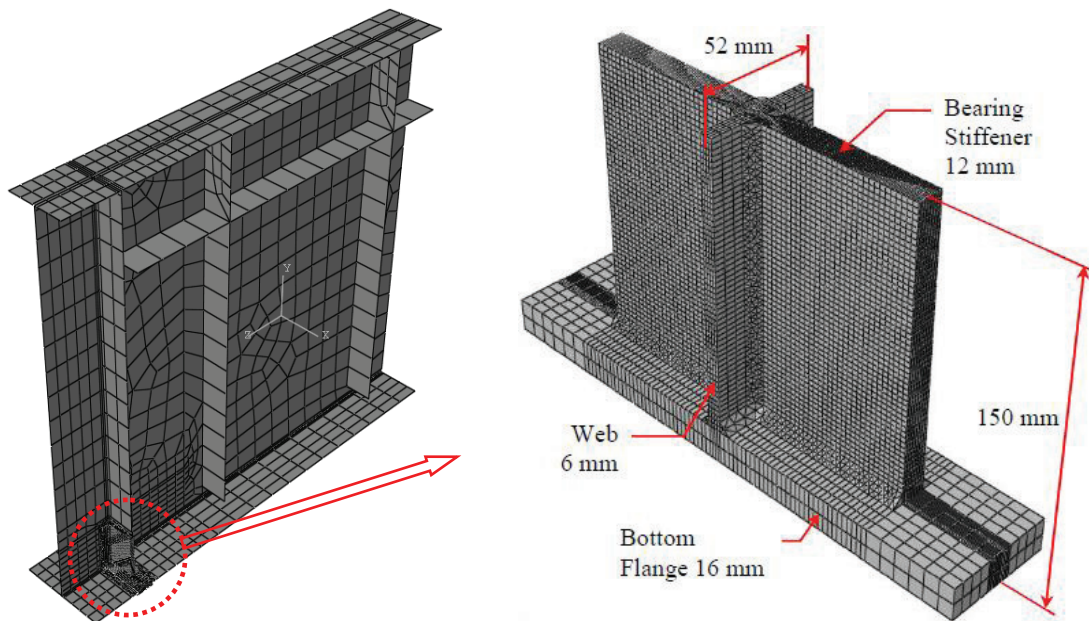 52 mm
Bearing
Stiffener
12 mm
Y
Z
X
150 mm
Web
6 mm
Bottom
Flange 16 mm